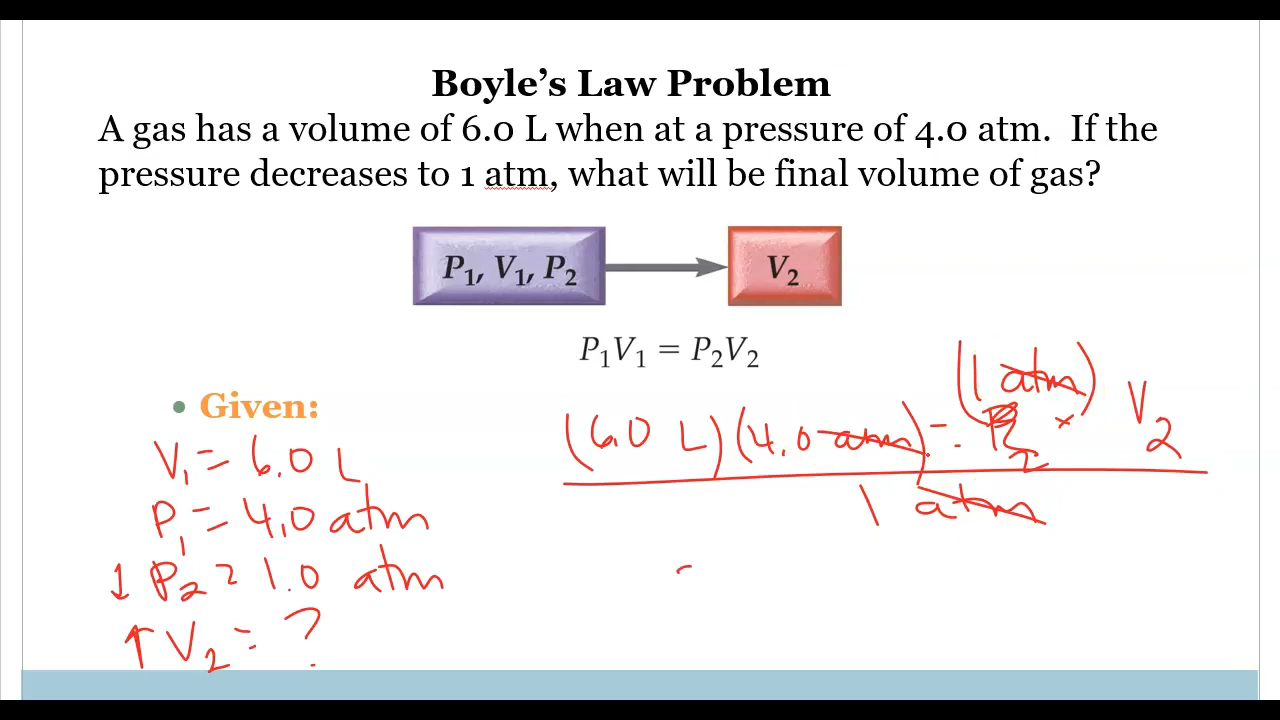 Boyle's Law Problem
A gas has a volume of 6.0 L when at a pressure of 4.0 atm. If the
pressure decreases to 1 atm, what will be final volume of gas?
P₁, V₁, P₂ V₂
P₁V₁ = P₂V₂
• Given:
V₁ = 6.0 L
P₁ = 4.0 atm
↓ P₂ = 1.0 atm
↑ V₂ = ?
(1 atm)
(6.0 L)(4.0 atm) = P₂ × V₂
1 atm